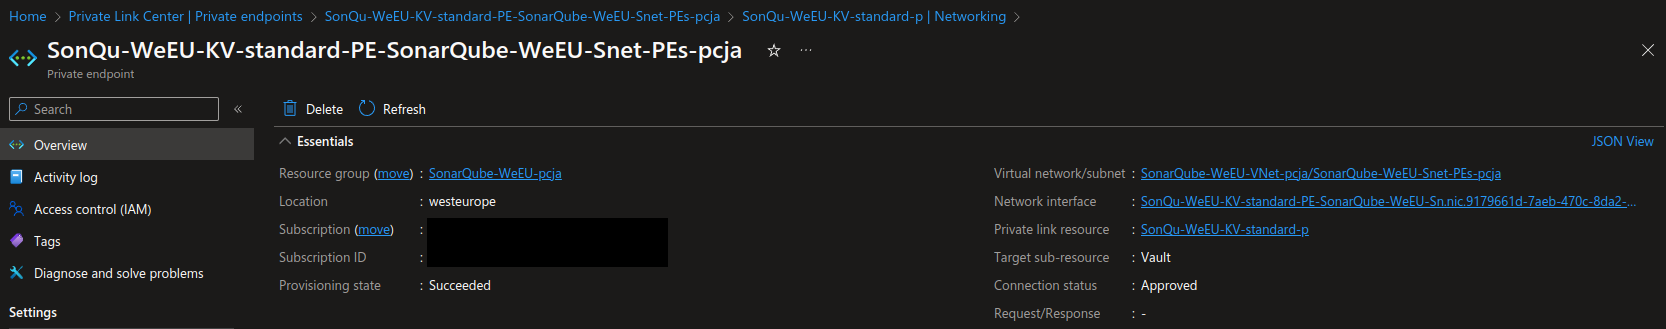 Home > Private Link Center | Private endpoints > SonQu-WeEU-KV-standard-PE-SonarQube-WeEU-Snet-PEs-pcja > SonQu-WeEU-KV-standard-p | Networking >
SonQu-WeEU-KV-standard-PE-SonarQube-WeEU-Snet-PEs-pcja ...
Private endpoint
Search «
Overview
Activity log
Access control (IAM)
Tags
Diagnose and solve problems
Settings
Delete Refresh
Essentials JSON View
Resource group (move) : SonarQube-WeEU-pcja
Location : westeurope
Subscription (move) :
Subscription ID :
Provisioning state : Succeeded
Virtual network/subnet : SonarQube-WeEU-VNet-pcja/SonarQube-WeEU-Snet-PEs-pcja
Network interface : SonQu-WeEU-KV-standard-PE-SonarQube-WeEU-Sn.nic.9179661d-7aeb-470c-8da2-...
Private link resource : SonQu-WeEU-KV-standard-p
Target sub-resource : Vault
Connection status : Approved
Request/Response : -